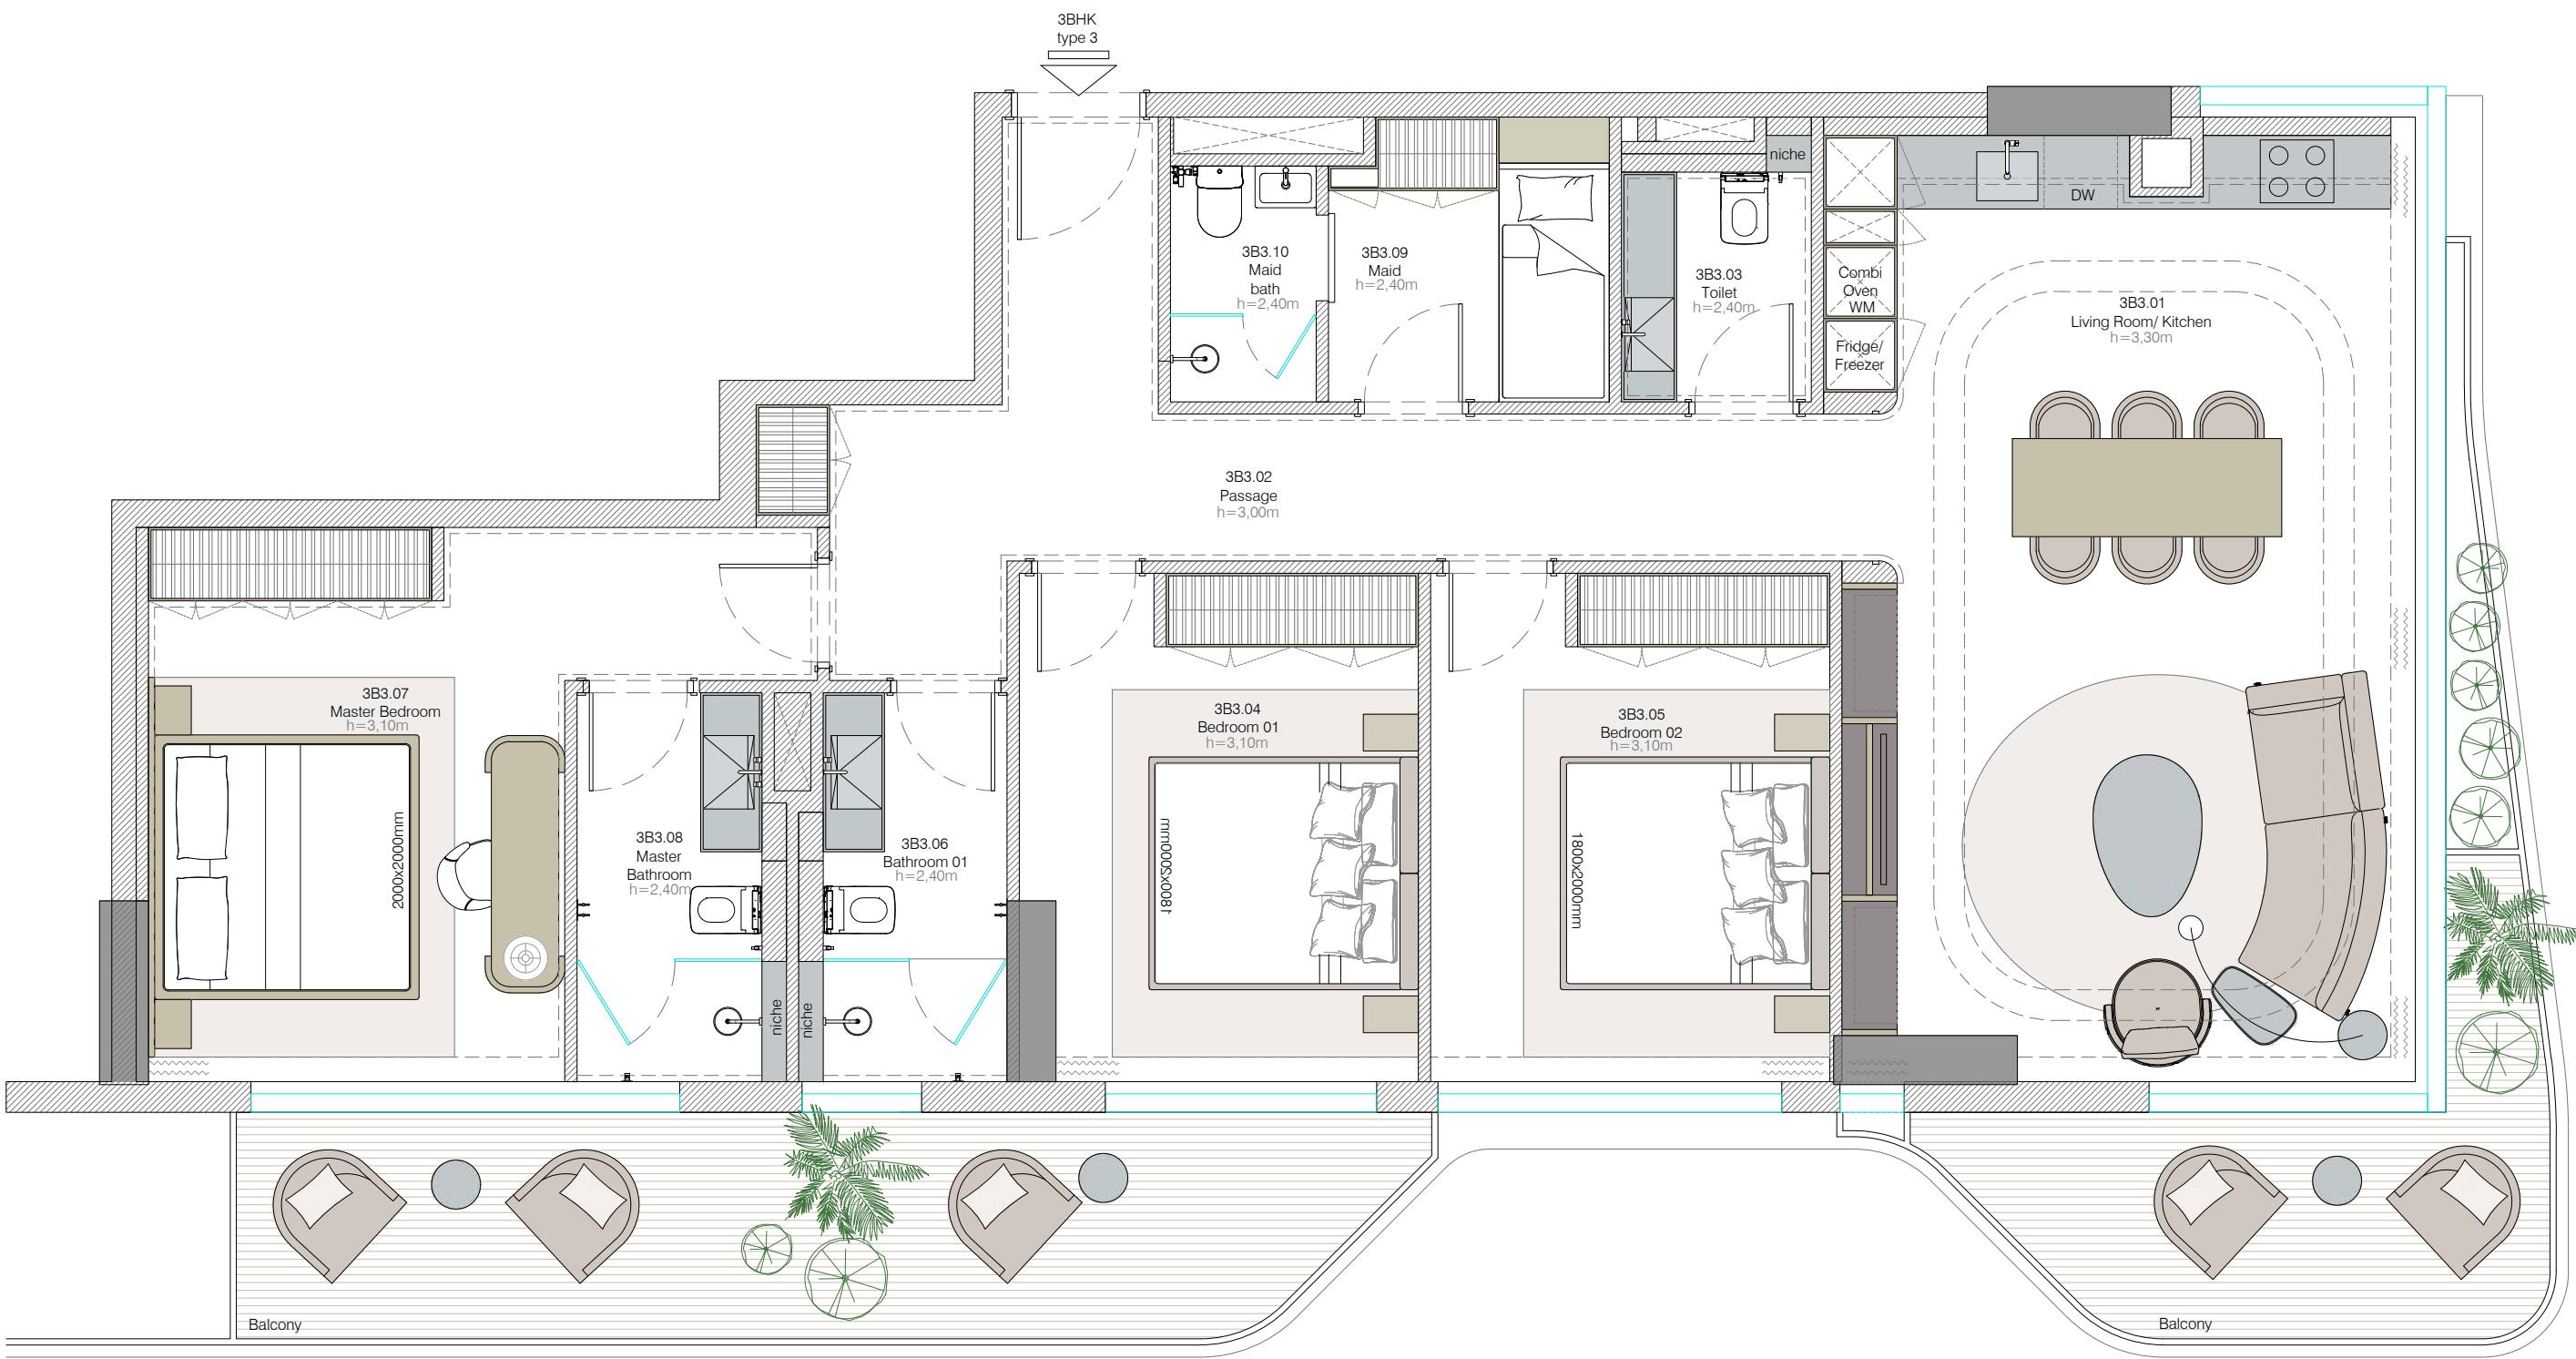 3BHK
type 3
niche
DW
3B3.10
Maid
bath
h=2,40m
3B3.09
Maid
h=2,40m
3B3.03
Toilet
h=2,40m
Combi
Oven
WM
Fridge/
Freezer
3B3.01
Living Room/ Kitchen
h=3,30m
3B3.02
Passage
h=3,00m
3B3.07
Master Bedroom
h=3,10m
2000x2000mm
3B3.08
Master
Bathroom
h=2,40m
3B3.06
Bathroom 01
h=2,40m
niche
niche
3B3.04
Bedroom 01
h=3,10m
1800x2000mm
3B3.05
Bedroom 02
h=3,10m
1800x2000mm
Balcony
Balcony